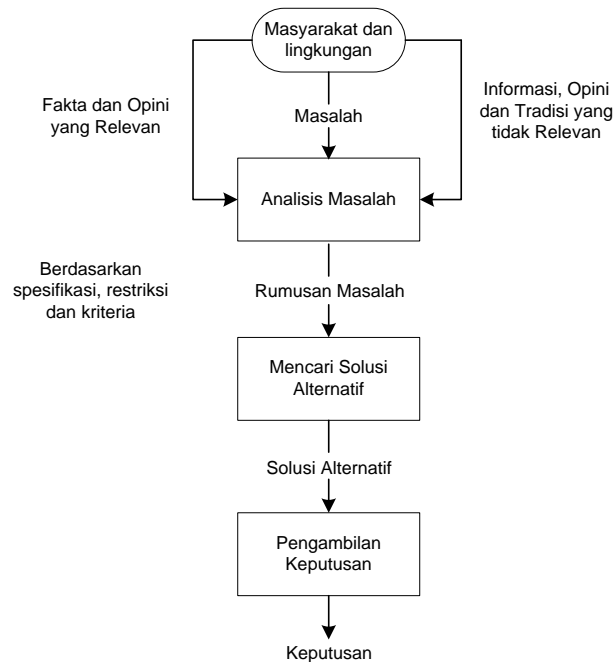 Masyarakat dan
lingkungan
Fakta dan Opini
yang Relevan
Masalah
Informasi, Opini
dan Tradisi yang
tidak Relevan
Analisis Masalah
Berdasarkan
spesifikasi, restriksi
dan kriteria
Rumusan Masalah
Mencari Solusi
Alternatif
Solusi Alternatif
Pengambilan
Keputusan
Keputusan